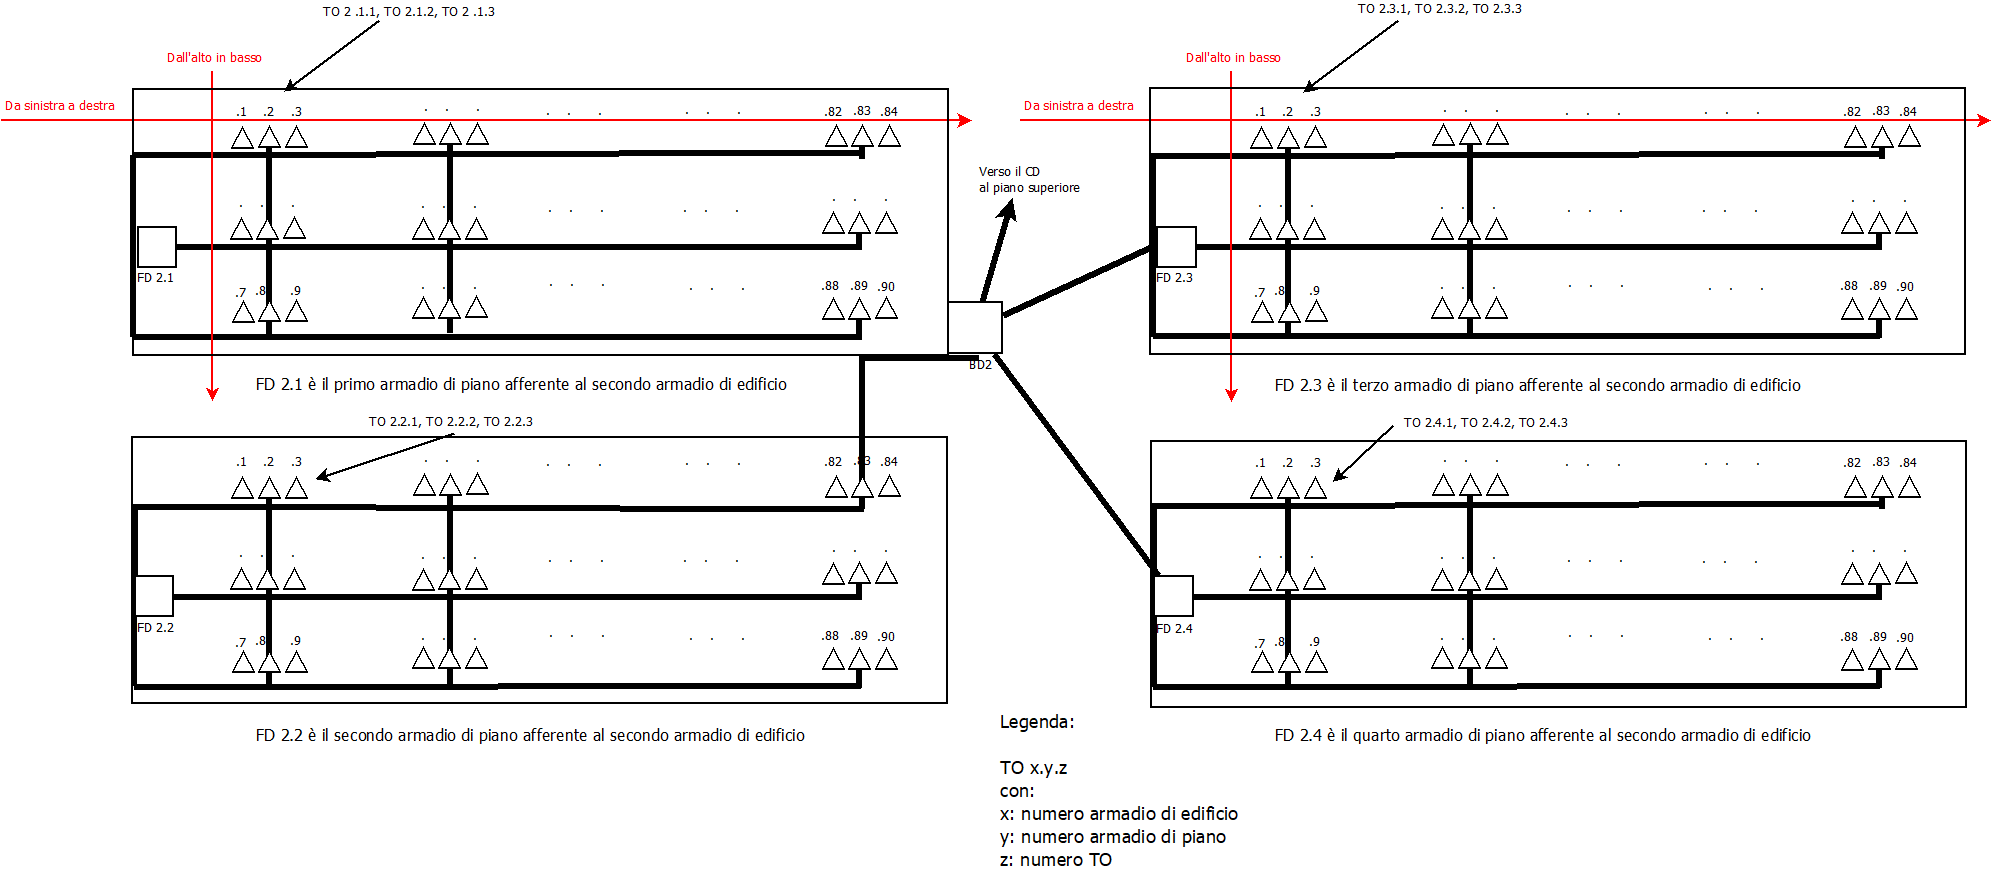 TO 2 .1.1, TO 2.1.2, TO 2 .1.3
TO 2.3.1, TO 2.3.2, TO 2.3.3
Dall'alto in basso
Dall'alto in basso
Da sinistra a destra
Da sinistra a destra
.1 .2 .3 . . . . . . . . . .82 .83 .84
.1 .2 .3 . . . . . . . . . .82 .83 .84
Verso il CD
al piano superiore
FD 2.1
FD 2.3
.7 .8 .9 . . . . . . . . . .88 .89 .90
.7 .8 .9 . . . . . . . . . .88 .89 .90
BD2
FD 2.1 è il primo armadio di piano afferente al secondo armadio di edificio
FD 2.3 è il terzo armadio di piano afferente al secondo armadio di edificio
TO 2.2.1, TO 2.2.2, TO 2.2.3
TO 2.4.1, TO 2.4.2, TO 2.4.3
.1 .2 .3 . . . . . . . . . .82 .83 .84
.1 .2 .3 . . . . . . . . . .82 .83 .84
FD 2.2
FD 2.4
.7 .8 .9 . . . . . . . . . .88 .89 .90
.7 .8 .9 . . . . . . . . . .88 .89 .90
FD 2.2 è il secondo armadio di piano afferente al secondo armadio di edificio
FD 2.4 è il quarto armadio di piano afferente al secondo armadio di edificio
Legenda:
TO x.y.z
con:
x: numero armadio di edificio
y: numero armadio di piano
z: numero TO